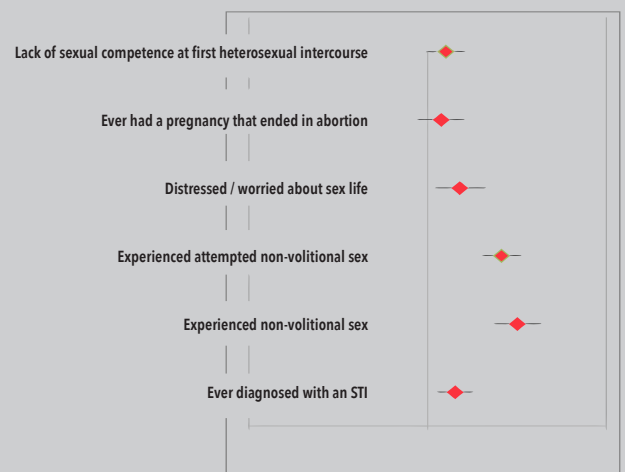 Lack of sexual competence at first heterosexual intercourse
Ever had a pregnancy that ended in abortion
Distressed / worried about sex life
Experienced attempted non-volitional sex
Experienced non-volitional sex
Ever diagnosed with an STI